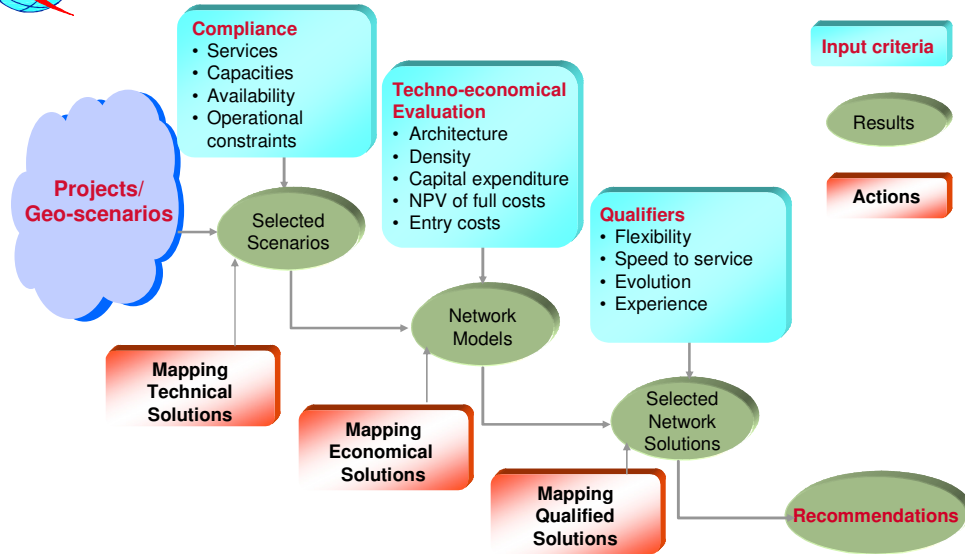 Compliance
• Services
• Capacities
• Availability
• Operational
constraints
Techno-economical
Evaluation
• Architecture
• Density
• Capital expenditure
• NPV of full costs
• Entry costs
Qualifiers
• Flexibility
• Speed to service
• Evolution
• Experience
Input criteria
Results
Actions
Projects/
Geo-scenarios
Selected
Scenarios
Network
Models
Selected
Network
Solutions
Recommendations
Mapping
Technical
Solutions
Mapping
Economical
Solutions
Mapping
Qualified
Solutions